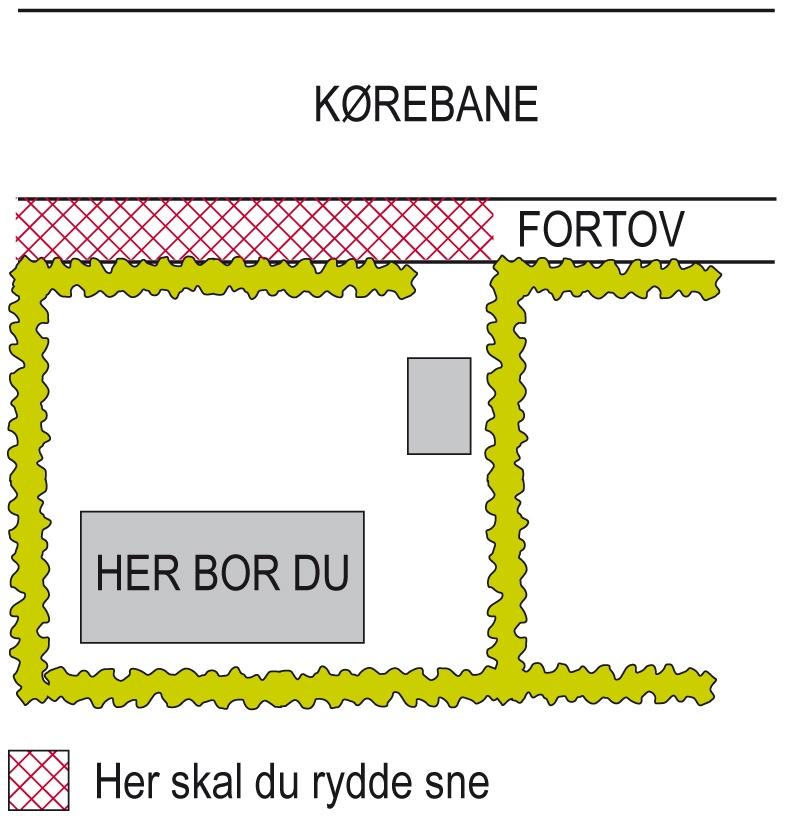 KØREBANE
FORTOV
HER BOR DU
Her skal du rydde sne